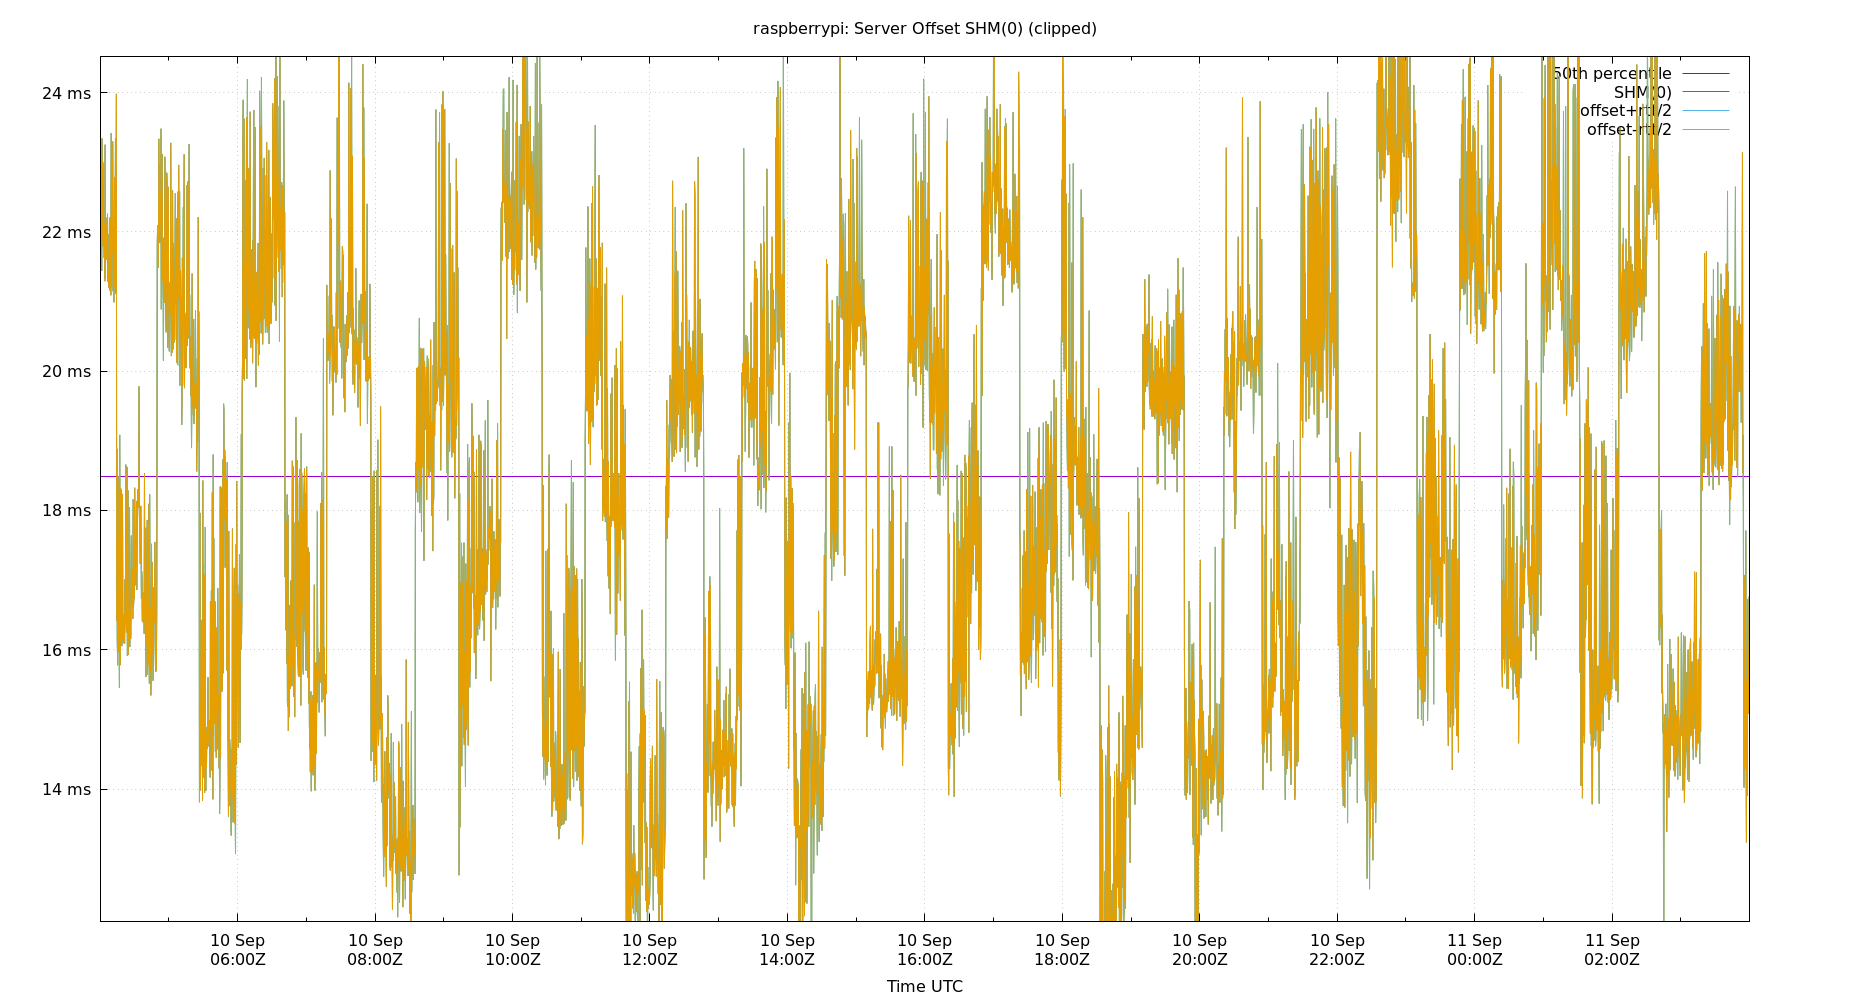 raspberrypi: Server Offset SHM(0) (clipped)
50th percentile
SHM(0)
offset+rtt/2
offset-rtt/2
24 ms
22 ms
20 ms
18 ms
16 ms
14 ms
10 Sep 10 Sep 10 Sep 10 Sep 10 Sep 10 Sep 10 Sep 10 Sep 10 Sep 11 Sep 11 Sep
06:00Z 08:00Z 10:00Z 12:00Z 14:00Z 16:00Z 18:00Z 20:00Z 22:00Z 00:00Z 02:00Z
Time UTC